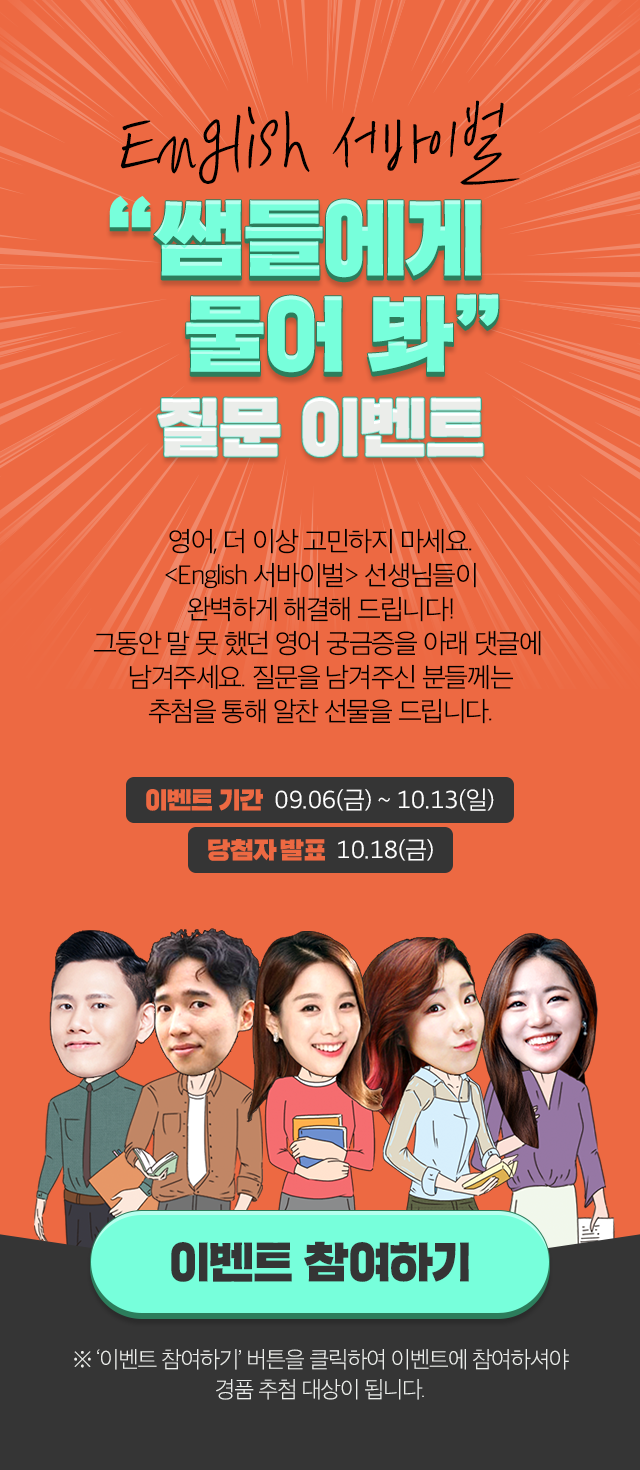 English 서바이벌
“쌤들에게
물어 봐”
질문 이벤트
영어, 더 이상 고민하지 마세요.
<English 서바이벌> 선생님들이
완벽하게 해결해 드립니다!
그동안 말 못 했던 영어 궁금증을 아래 댓글에
남겨주세요. 질문을 남겨주신 분들께는
추첨을 통해 알찬 선물을 드립니다.
이벤트 기간 09.06(금) ~ 10.13(일)
당첨자 발표 10.18(금)
이벤트 참여하기
※ ‘이벤트 참여하기’ 버튼을 클릭하여 이벤트에 참여하셔야
경품 추첨 대상이 됩니다.